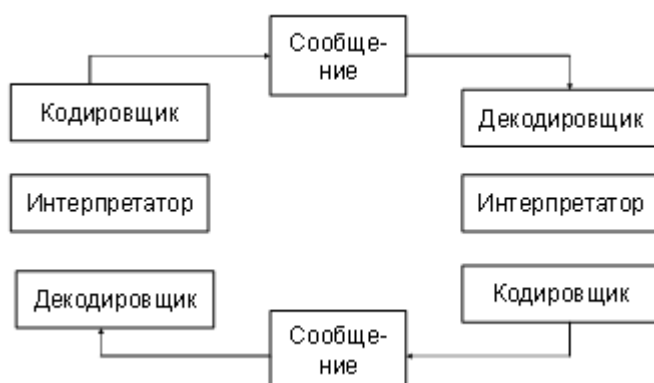 Сообще-
ние
Кодировщик
Декодировщик
Интерпретатор
Интерпретатор
Декодировщик
Кодировщик
Сообще-
ние